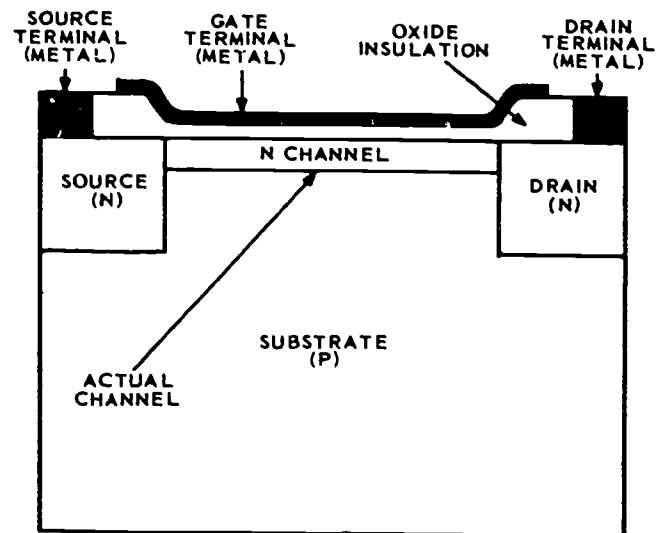 SOURCE
TERMINAL
(METAL)
GATE
TERMINAL
(METAL)
OXIDE
INSULATION
DRAIN
TERMINAL
(METAL)
N CHANNEL
SOURCE
(N)
DRAIN
(N)
SUBSTRATE
(P)
ACTUAL
CHANNEL